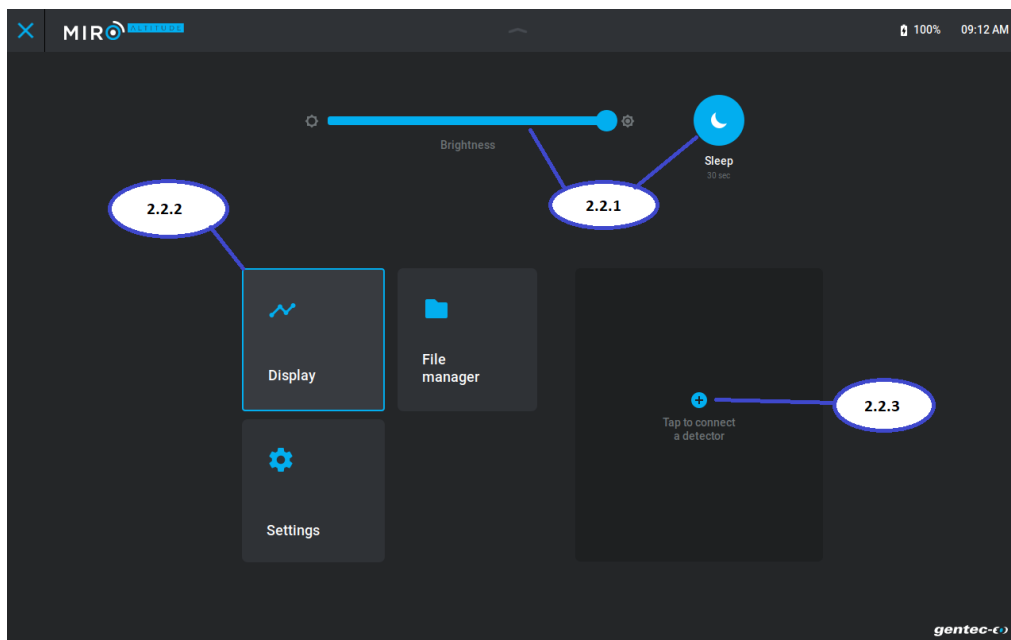 MIRO ALTITUDE
100% 09:12 AM
Brightness
Sleep
30 sec
2.2.1
2.2.2
Display
File
manager
Tap to connect
a detector
2.2.3
Settings
gentec-eo